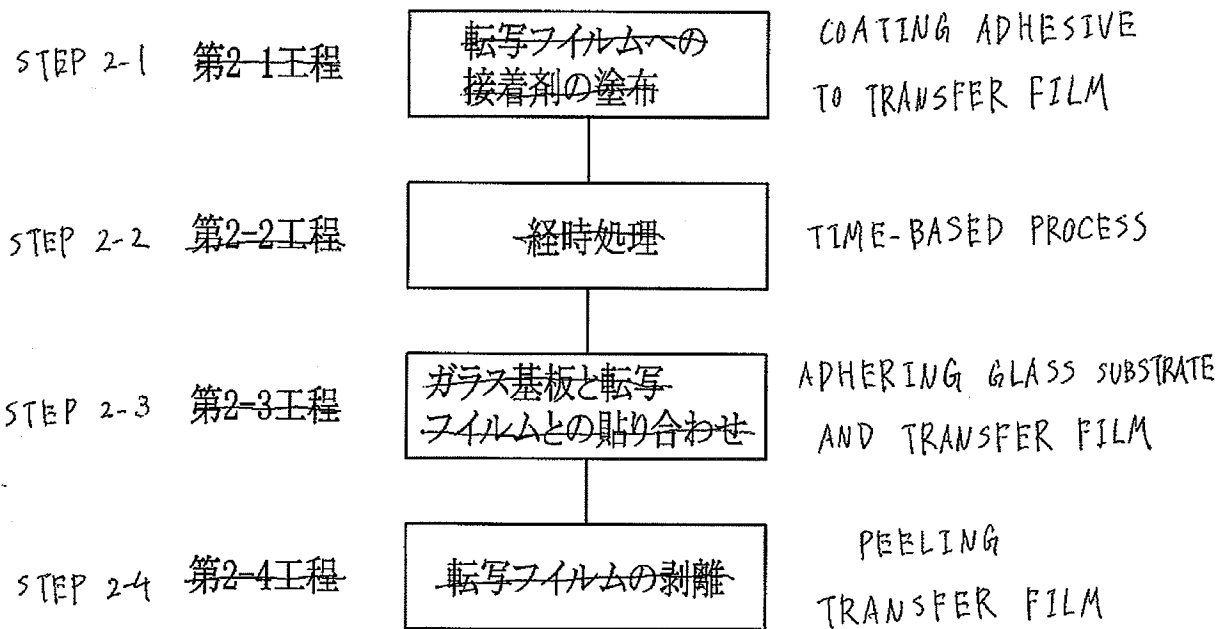 STEP 2-1 第2-1工程
転写フイルムへの
接着剤の塗布
COATING ADHESIVE
TO TRANSFER FILM
STEP 2-2 第2-2工程
経時処理
TIME-BASED PROCESS
STEP 2-3 第2-3工程
ガラス基板と転写
フイルムとの貼り合わせ
ADHERING GLASS SUBSTRATE
AND TRANSFER FILM
STEP 2-4 第2-4工程
転写フイルムの剥離
PEELING
TRANSFER FILM